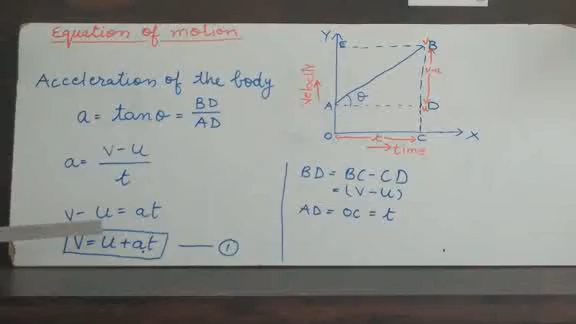 Equation of motion
Acceleration of the body
a = tanθ = BD/AD
a = v-u/t
v-u = at
v = u+at —— ①
Y
E
B
velocity
v-u
A
θ
D
u
O
t
C
X
time
BD = BC-CD
= (v-u)
AD = OC = t